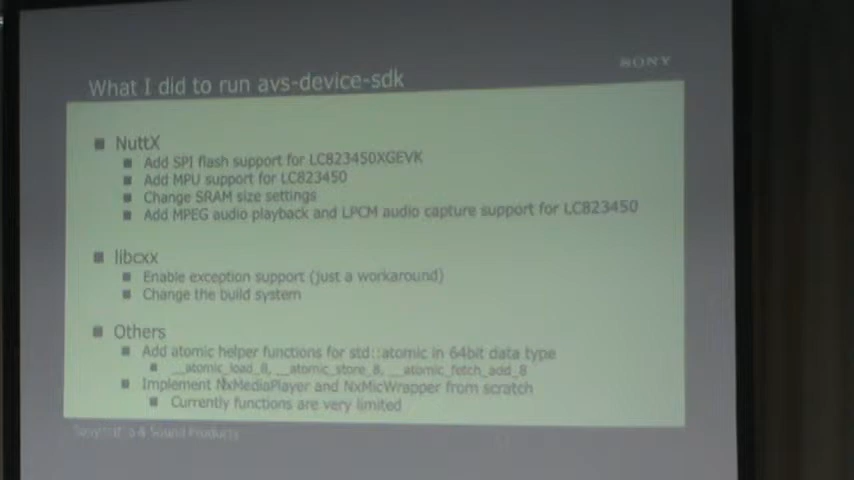 SONY
What I did to run avs-device-sdk
NuttX
Add SPI flash support for LC823450XGEVK
Add MPU support for LC823450
Change SRAM size settings
Add MPEG audio playback and LPCM audio capture support for LC823450
libcxx
Enable exception support (just a workaround)
Change the build system
Others
Add atomic helper functions for std::atomic in 64bit data type
__atomic_load_8, __atomic_store_8, __atomic_fetch_add_8
Implement NxMediaPlayer and NxMicWrapper from scratch
Currently functions are very limited
& Sound Products